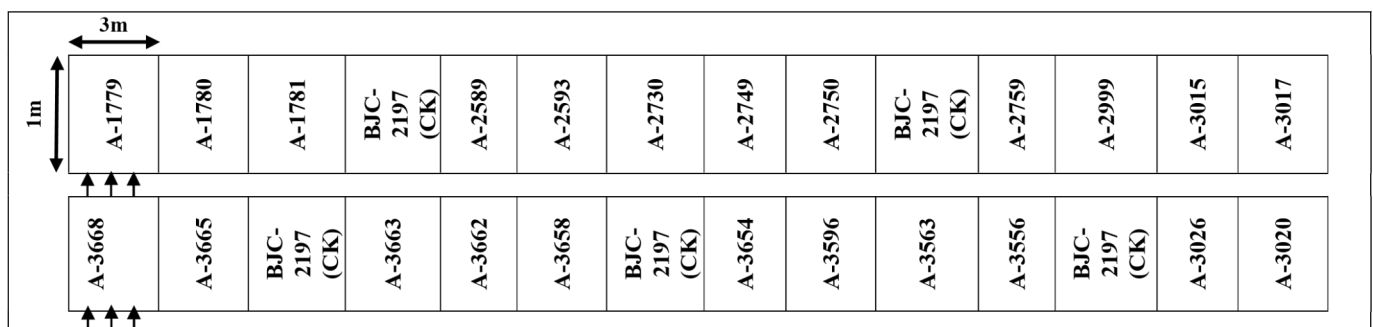 3m
1m
A-1779
A-1780
A-1781
BJC-
2197
(CK)
A-2589
A-2593
A-2730
A-2749
A-2750
BJC-
2197
(CK)
A-2759
A-2999
A-3015
A-3017
A-3668
A-3665
BJC-
2197
(CK)
A-3663
A-3662
A-3658
BJC-
2197
(CK)
A-3654
A-3596
A-3563
A-3556
BJC-
2197
(CK)
A-3026
A-3020